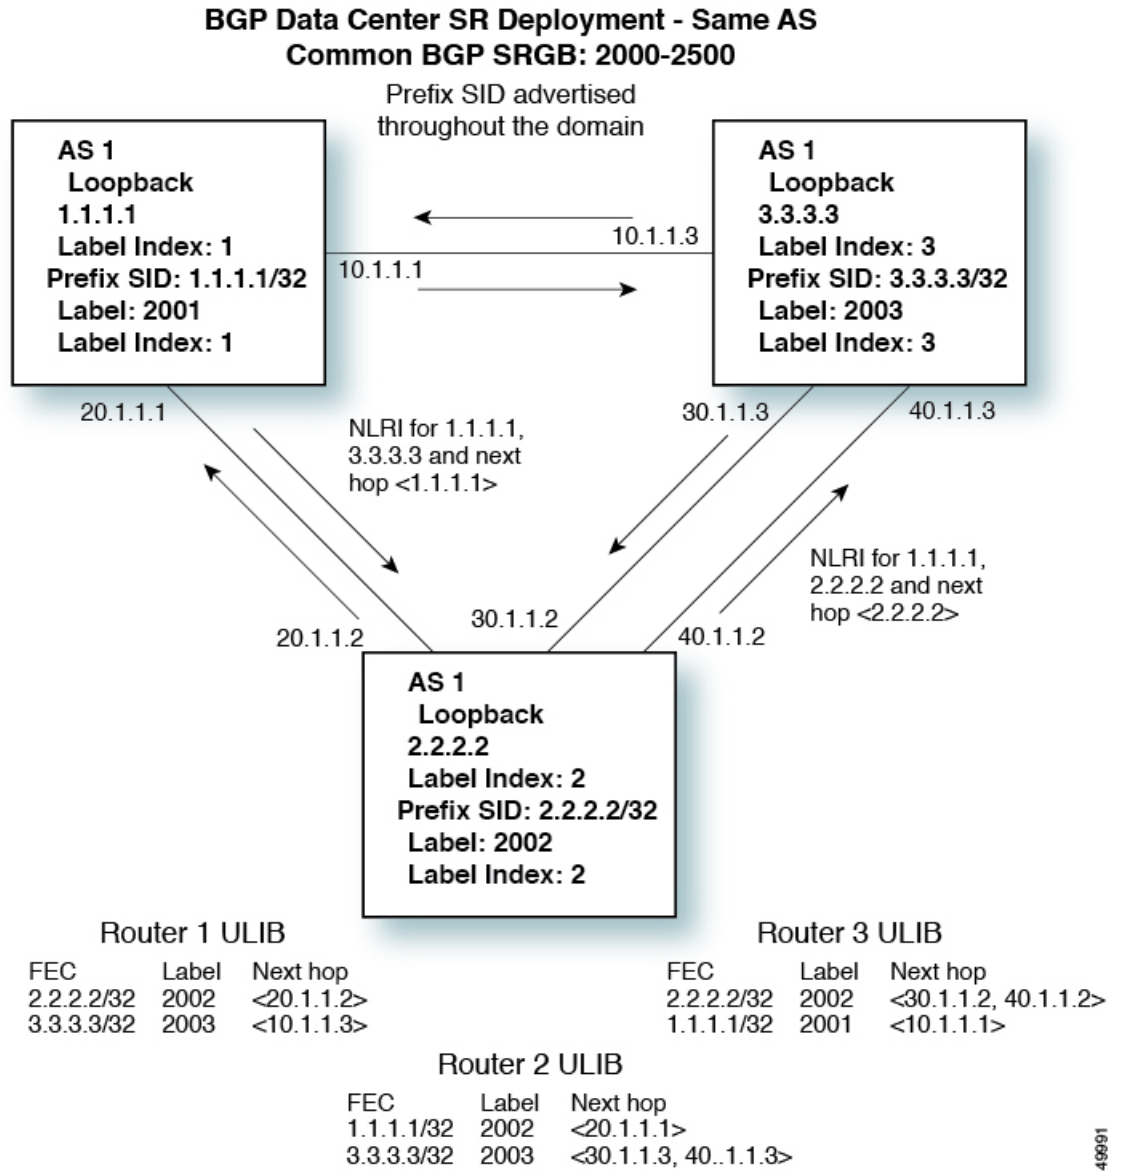 BGP Data Center SR Deployment - Same AS
Common BGP SRGB: 2000-2500
Prefix SID advertised
throughout the domain
AS 1
Loopback
1.1.1.1
Label Index: 1
Prefix SID: 1.1.1.1/32
Label: 2001
Label Index: 1
AS 1
Loopback
3.3.3.3
Label Index: 3
Prefix SID: 3.3.3.3/32
Label: 2003
Label Index: 3
10.1.1.3
10.1.1.1
20.1.1.1
30.1.1.3
40.1.1.3
NLRI for 1.1.1.1,
3.3.3.3 and next
hop <1.1.1.1>
NLRI for 1.1.1.1,
2.2.2.2 and next
hop <2.2.2.2>
20.1.1.2
30.1.1.2
40.1.1.2
AS 1
Loopback
2.2.2.2
Label Index: 2
Prefix SID: 2.2.2.2/32
Label: 2002
Label Index: 2
Router 1 ULIB
FEC Label Next hop
2.2.2.2/32 2002 <20.1.1.2>
3.3.3.3/32 2003 <10.1.1.3>
Router 3 ULIB
FEC Label Next hop
2.2.2.2/32 2002 <30.1.1.2, 40.1.1.2>
1.1.1.1/32 2001 <10.1.1.1>
Router 2 ULIB
FEC Label Next hop
1.1.1.1/32 2002 <20.1.1.1>
3.3.3.3/32 2003 <30.1.1.3, 40..1.1.3>
49991